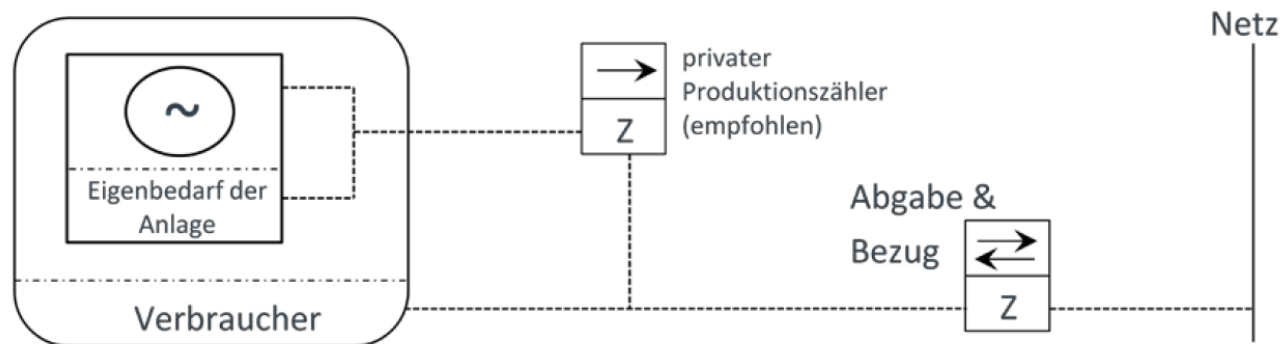 Netz
privater
Produktionszähler
(empfohlen)
Z
~
Eigenbedarf der
Anlage
Abgabe &
Bezug
Z
Verbraucher